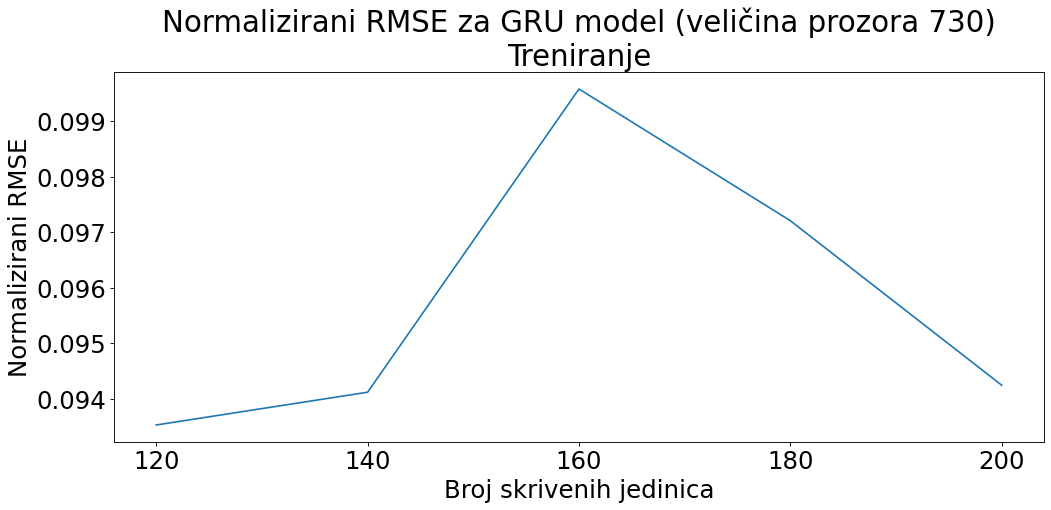 Normalizirani RMSE za GRU model (veličina prozora 730)
Treniranje
Normalizirani RMSE
0.099
0.098
0.097
0.096
0.095
0.094
120 140 160 180 200
Broj skrivenih jedinica